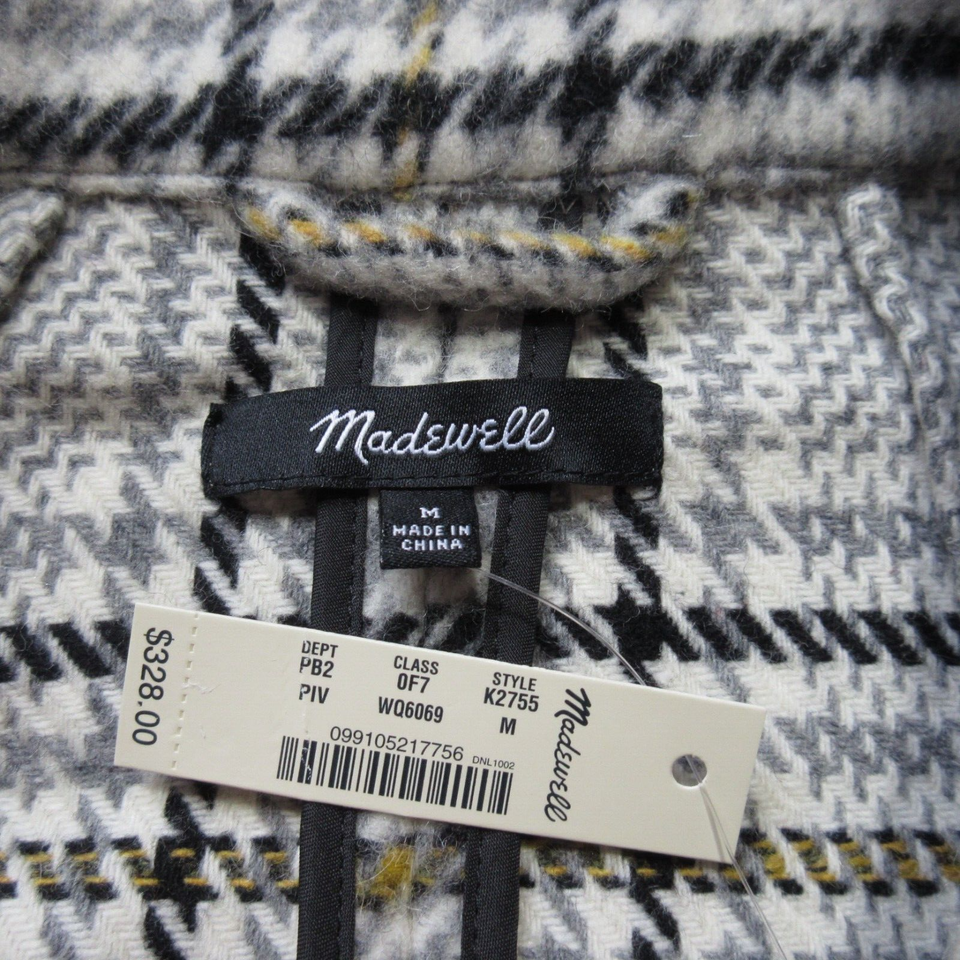 Madewell
M
MADE IN
CHINA
$328.00
DEPT
PB2
PIV
CLASS
0F7
WQ6069
STYLE
K2755
M
Madewell
099105217756 DNL1002